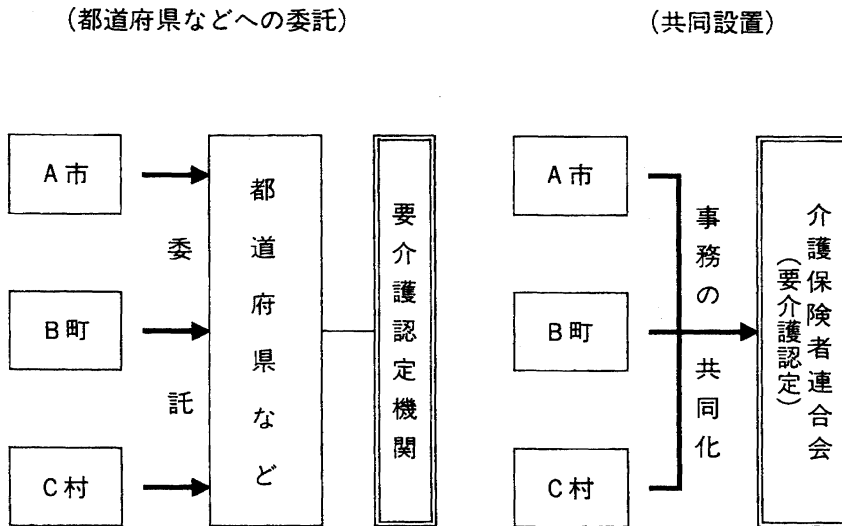 (都道府県などへの委託)
A市
B町
C村
委託
都道府県など
要介護認定機関
(共同設置)
A市
B町
C村
事務の共同化
介護保険者連合会
(要介護認定)